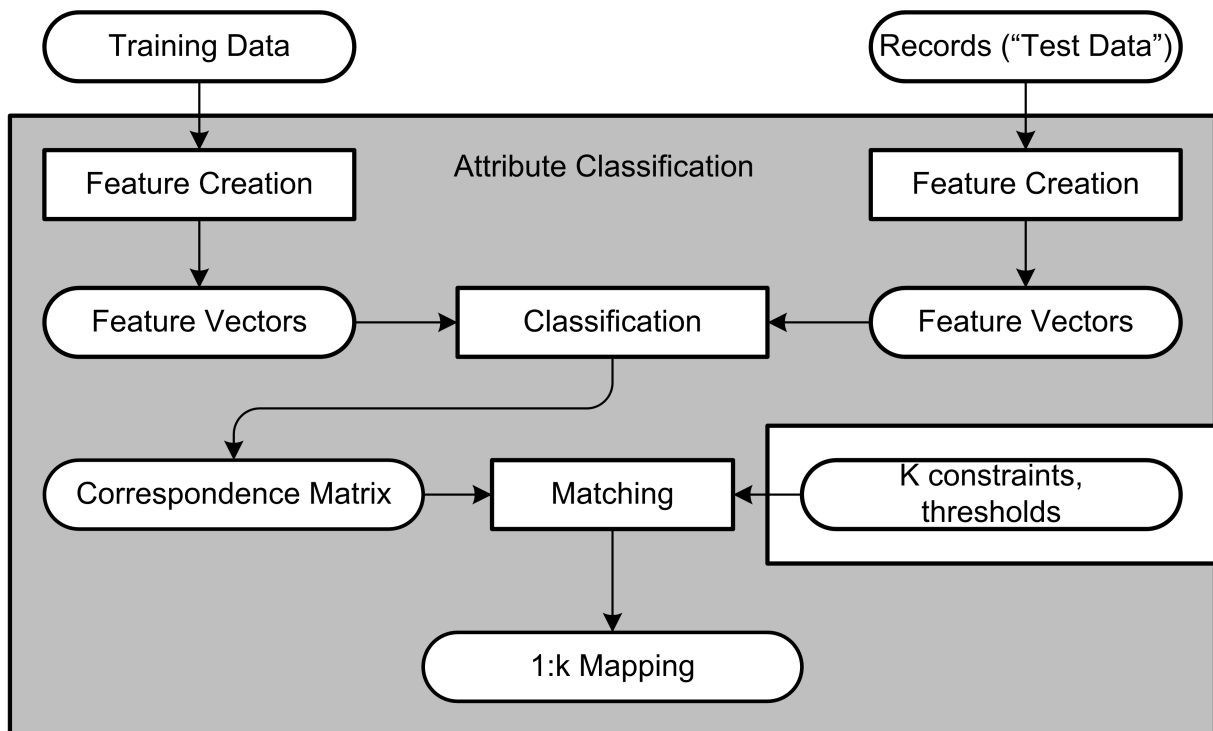 Training Data
Records (“Test Data”)
Attribute Classification
Feature Creation
Feature Creation
Feature Vectors
Classification
Feature Vectors
Correspondence Matrix
Matching
K constraints,
thresholds
1:k Mapping